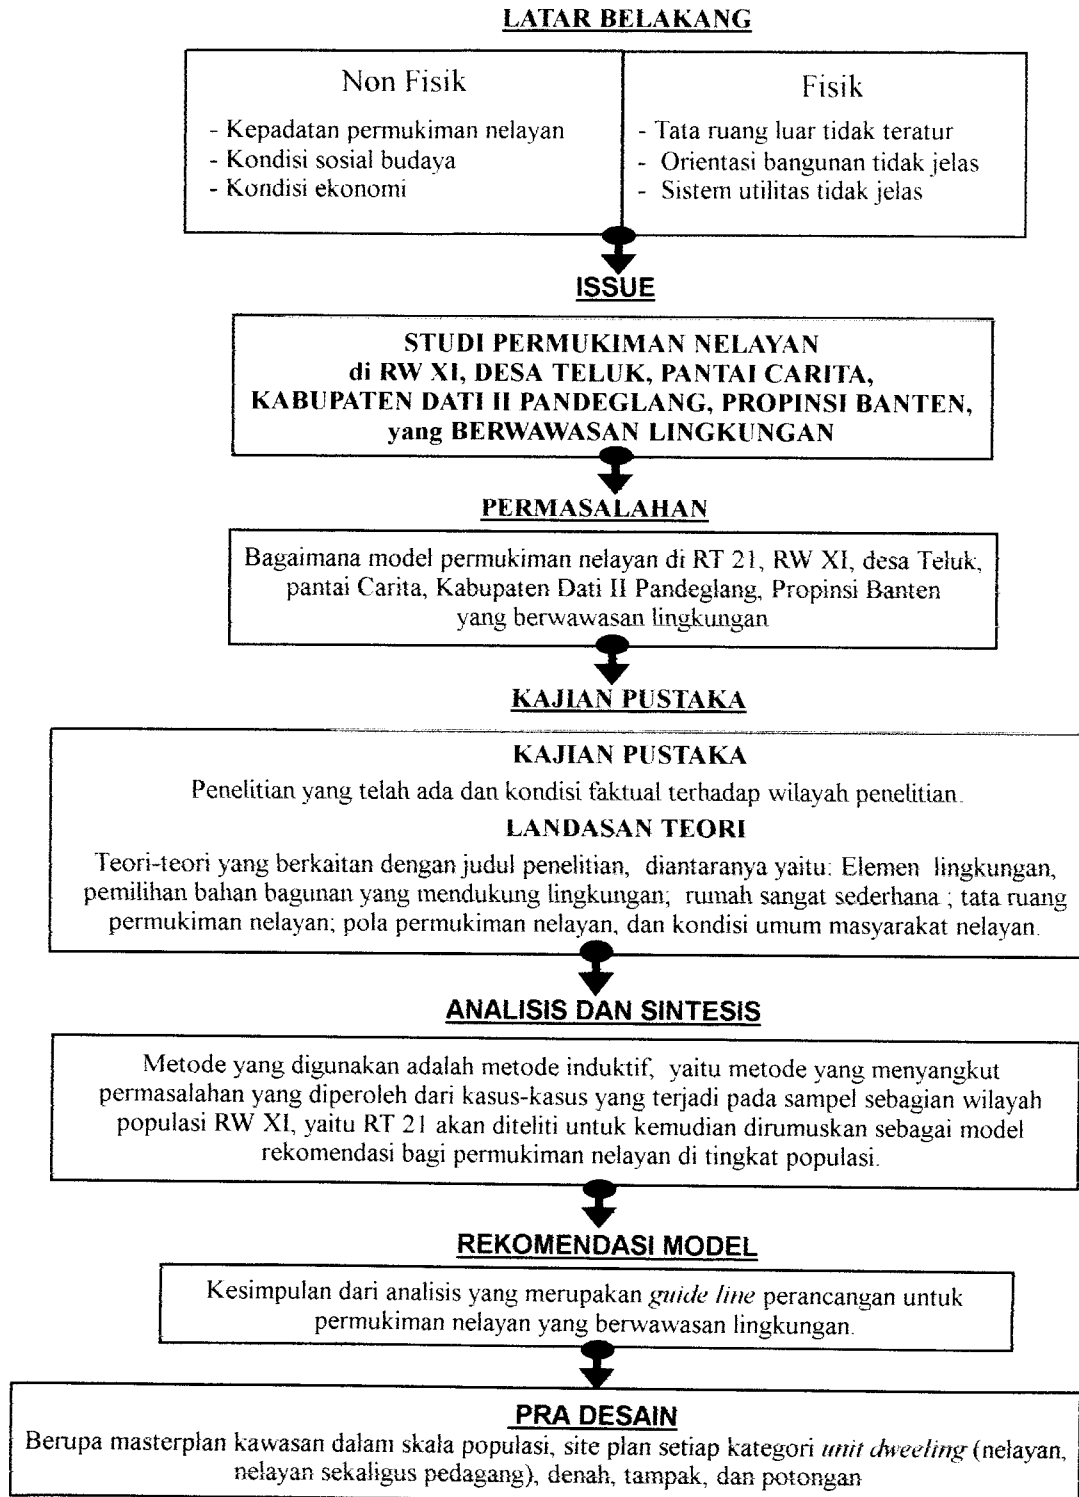 LATAR BELAKANG
Non Fisik
- Kepadatan permukiman nelayan
- Kondisi sosial budaya
- Kondisi ekonomi
Fisik
- Tata ruang luar tidak teratur
- Orientasi bangunan tidak jelas
- Sistem utilitas tidak jelas
ISSUE
STUDI PERMUKIMAN NELAYAN
di RW XI, DESA TELUK, PANTAI CARITA,
KABUPATEN DATI II PANDEGLANG, PROPINSI BANTEN,
yang BERWAWASAN LINGKUNGAN
PERMASALAHAN
Bagaimana model permukiman nelayan di RT 21, RW XI, desa Teluk,
pantai Carita, Kabupaten Dati II Pandeglang, Propinsi Banten
yang berwawasan lingkungan
KAJIAN PUSTAKA
KAJIAN PUSTAKA
Penelitian yang telah ada dan kondisi faktual terhadap wilayah penelitian.
LANDASAN TEORI
Teori-teori yang berkaitan dengan judul penelitian, diantaranya yaitu: Elemen lingkungan,
pemilihan bahan bagunan yang mendukung lingkungan; rumah sangat sederhana ; tata ruang
permukiman nelayan; pola permukiman nelayan, dan kondisi umum masyarakat nelayan.
ANALISIS DAN SINTESIS
Metode yang digunakan adalah metode induktif, yaitu metode yang menyangkut
permasalahan yang diperoleh dari kasus-kasus yang terjadi pada sampel sebagian wilayah
populasi RW XI, yaitu RT 21 akan diteliti untuk kemudian dirumuskan sebagai model
rekomendasi bagi permukiman nelayan di tingkat populasi.
REKOMENDASI MODEL
Kesimpulan dari analisis yang merupakan guide line perancangan untuk
permukiman nelayan yang berwawasan lingkungan.
PRA DESAIN
Berupa masterplan kawasan dalam skala populasi, site plan setiap kategori unit dweeling (nelayan,
nelayan sekaligus pedagang), denah, tampak, dan potongan